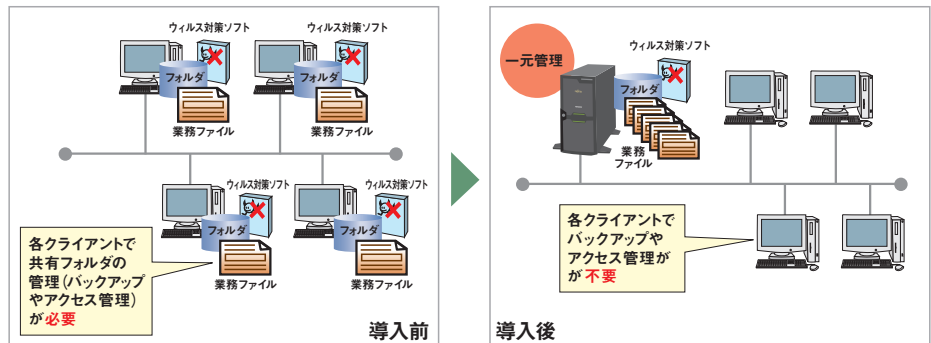 ウィルス対策ソフト
ウィルス対策ソフト
フォルダ
フォルダ
業務ファイル
業務ファイル
ウィルス対策ソフト
ウィルス対策ソフト
フォルダ
フォルダ
業務ファイル
業務ファイル
各クライアントで
共有フォルダの
管理(バックアップ
やアクセス管理)
が必要
導入前
一元管理
ウィルス対策ソフト
フォルダ
業務
ファイル
各クライアントで
バックアップや
アクセス管理が
が不要
導入後